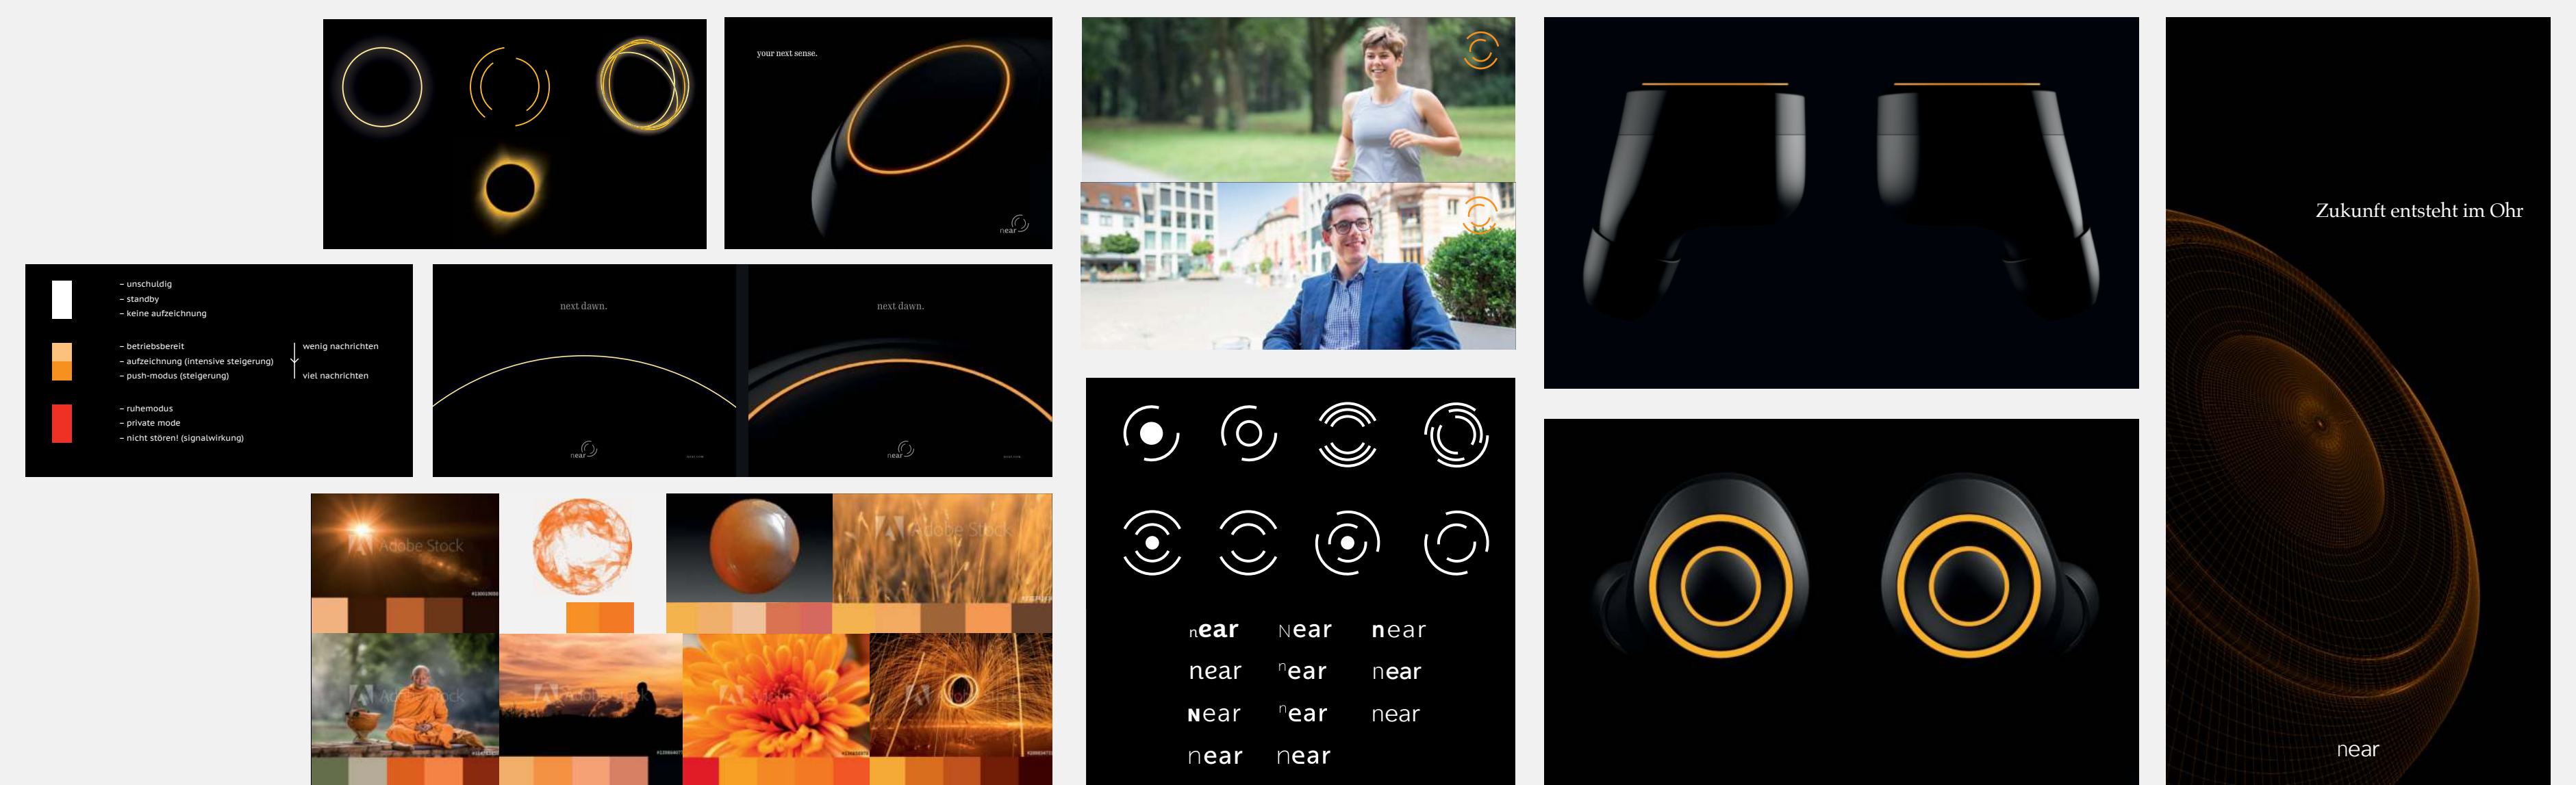 your next sense.
near
– unschuldig
– standby
– keine aufzeichnung
– betriebsbereit
– aufzeichnung (intensive steigerung)
– push-modus (steigerung)
wenig nachrichten
viel nachrichten
– ruhemodus
– private mode
– nicht stören! (signalwirkung)
next dawn.
near
next dawn.
near
Adobe Stock
Adobe Stock
Adobe Stock
near Near near
near near near
Near near near
near near
Zukunft entsteht im Ohr
near